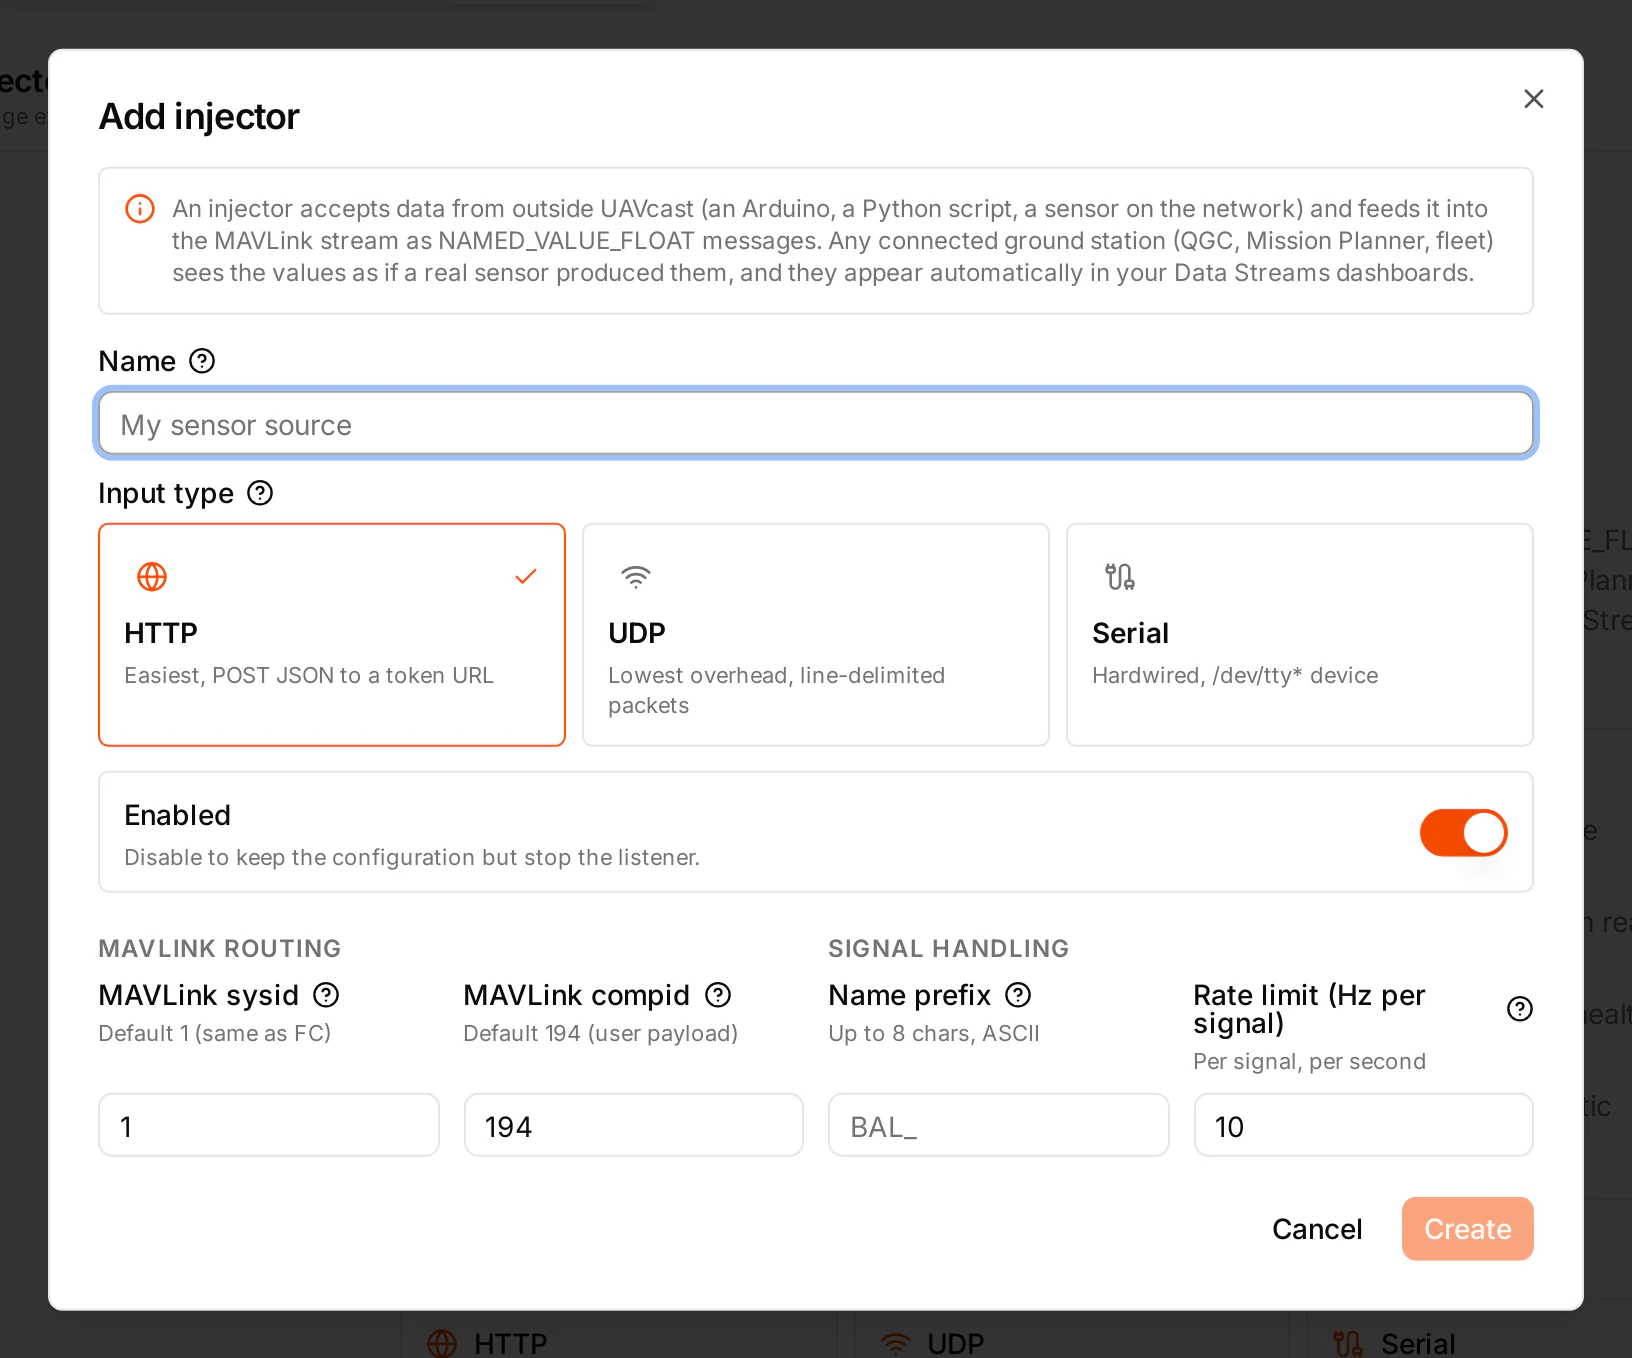 Add injector
An injector accepts data from outside UAVcast (an Arduino, a Python script, a sensor on the network) and feeds it into
the MAVLink stream as NAMED_VALUE_FLOAT messages. Any connected ground station (QGC, Mission Planner, fleet)
sees the values as if a real sensor produced them, and they appear automatically in your Data Streams dashboards.
Name
My sensor source
Input type
HTTP
Easiest, POST JSON to a token URL
UDP
Lowest overhead, line-delimited
packets
Serial
Hardwired, /dev/tty* device
Enabled
Disable to keep the configuration but stop the listener.
MAVLINK ROUTING
SIGNAL HANDLING
MAVLink sysid
Default 1 (same as FC)
1
MAVLink compid
Default 194 (user payload)
194
Name prefix
Up to 8 chars, ASCII
BAL_
Rate limit (Hz per
signal)
Per signal, per second
10
Cancel
Create
HTTP
UDP
Serial